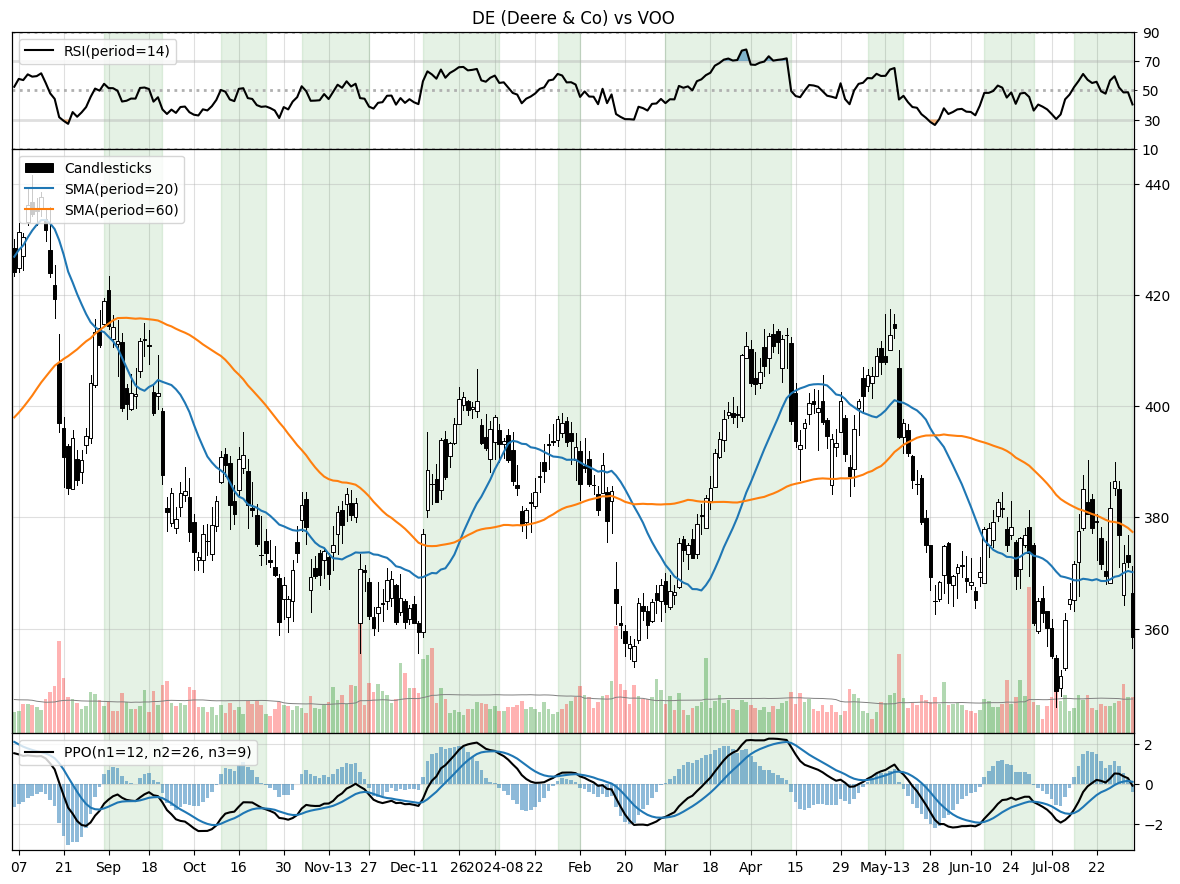 DE (Deere & Co) vs VOO
RSI(period=14)
90
70
50
30
10
Candlesticks
SMA(period=20)
SMA(period=60)
440
420
400
380
360
PPO(n1=12, n2=26, n3=9)
2
0
−2
07 21 Sep 18 Oct 16 30 Nov-13 27 Dec-11 26 2024-08 22 Feb 20 Mar 18 Apr 15 29 May-13 28 Jun-10 24 Jul-08 22